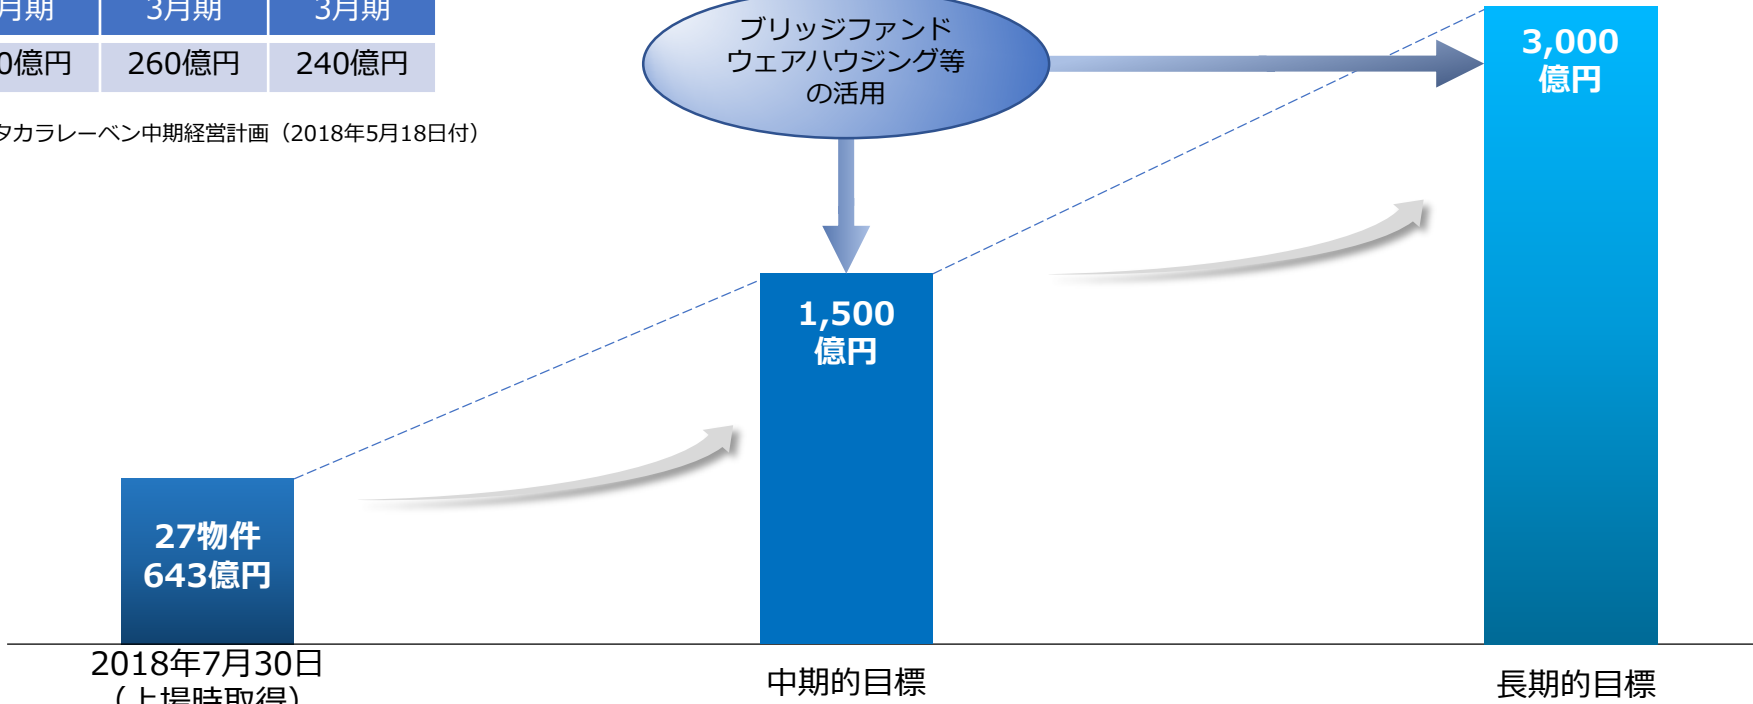 月期 3月期 3月期
0億円 260億円 240億円
タカラレーベン中期経営計画（2018年5月18日付）
ブリッジファンド
ウェアハウジング等
の活用
3,000
億円
1,500
億円
27物件
643億円
2018年7月30日
（上場時取得）
中期的目標
長期的目標